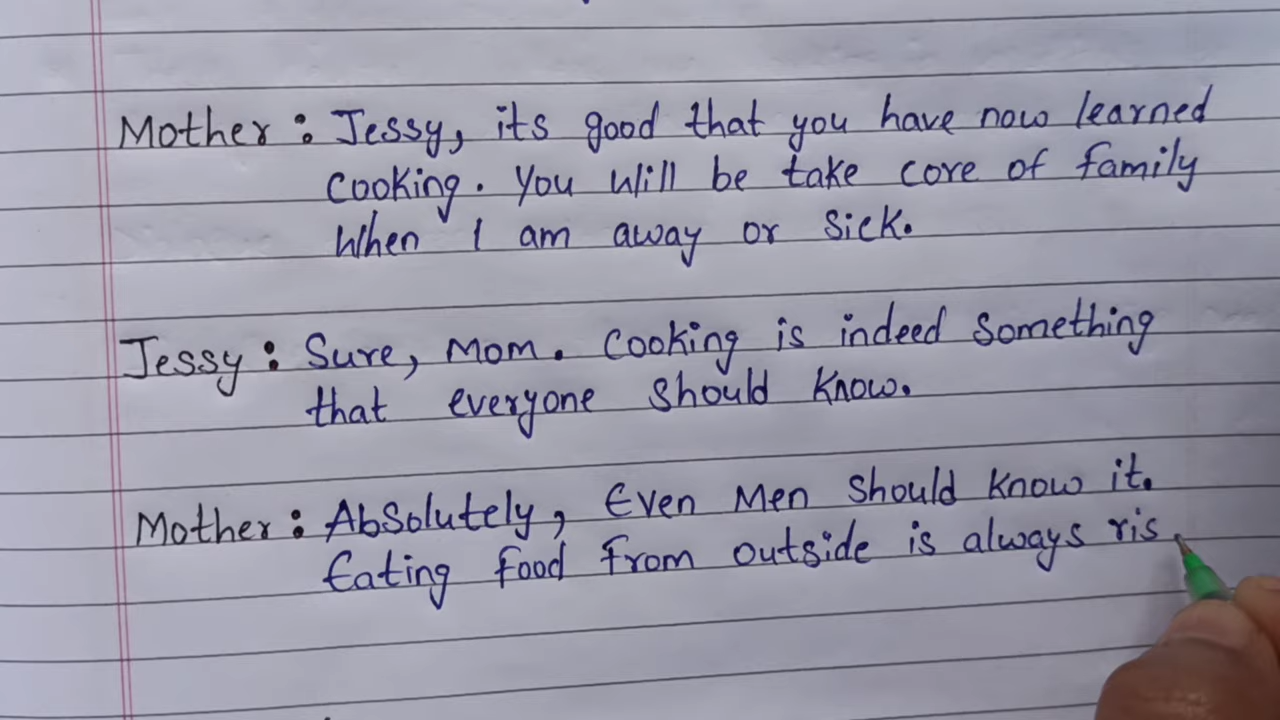 Mother : Jessy, its good that you have now learned
cooking. You will be take core of family
When I am away or sick.
Jessy : Sure, Mom. Cooking is indeed something
that everyone should know.
Mother : Absolutely, Even Men should know it.
Eating food from outside is always ris